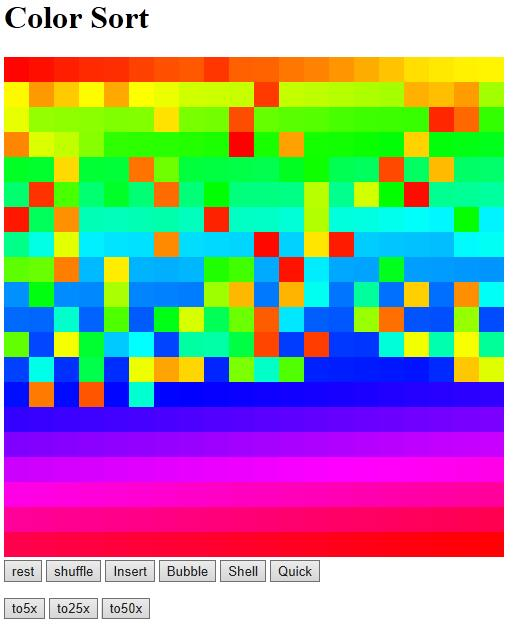 Color Sort
rest shuffle Insert Bubble Shell Quick
to5x to25x to50x